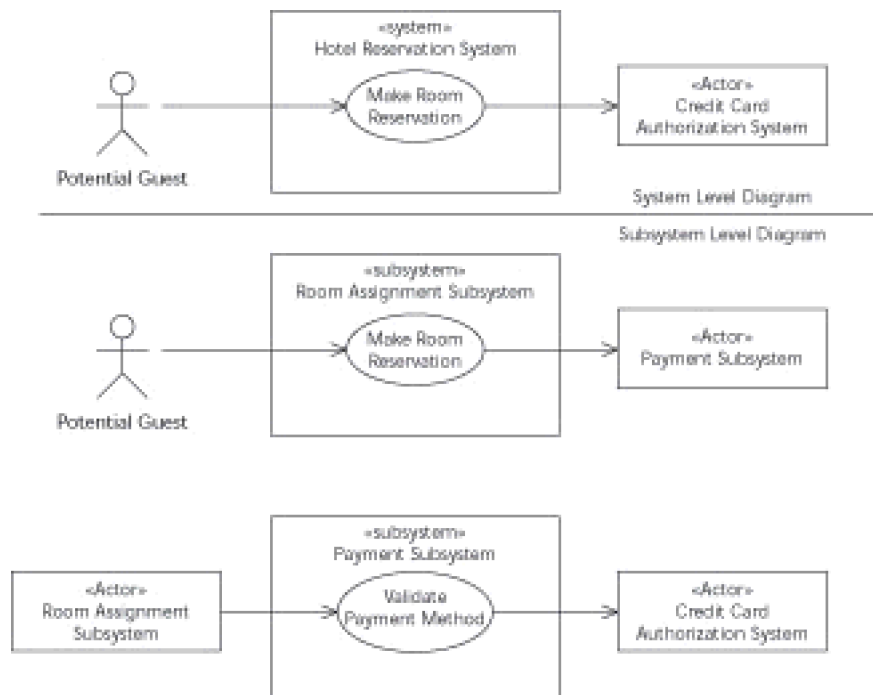 «system»
Hotel Reservation System
Make Room
Reservation
«Actor»
Credit Card
Authorization System
Potential Guest
System Level Diagram
Subsystem Level Diagram
«subsystem»
Room Assignment Subsystem
Make Room
Reservation
«Actor»
Payment Subsystem
Potential Guest
«subsystem»
Payment Subsystem
«Actor»
Room Assignment
Subsystem
Validate
Payment Method
«Actor»
Credit Card
Authorization System